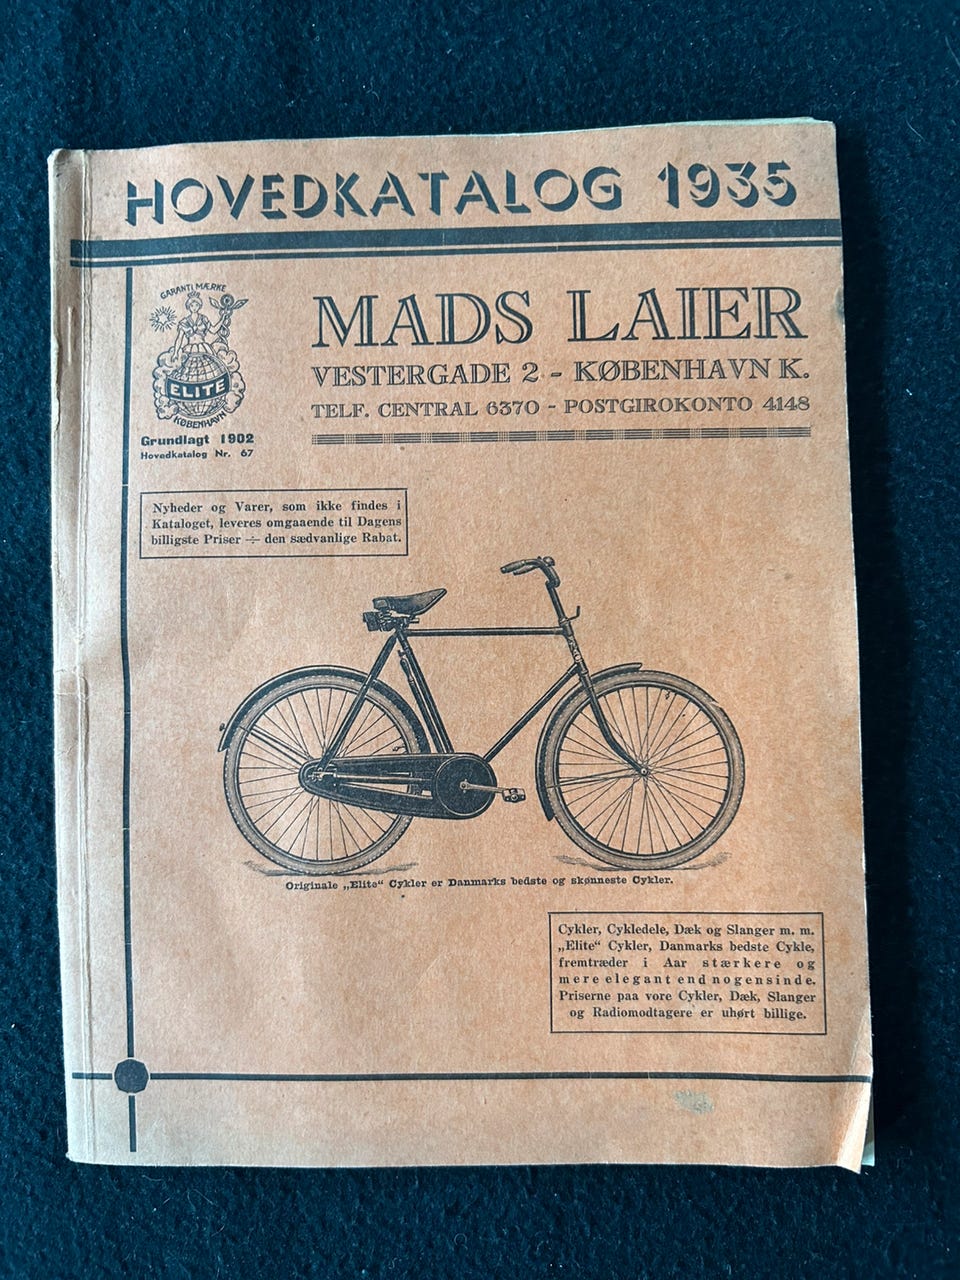 HOVEDKATALOG 1935
GARANTI MÆRKE
ELITE
KØBENHAVN
Grundlagt 1902
Hovedkatalog Nr. 67
MADS LAIER
VESTERGADE 2 - KØBENHAVN K.
TELF. CENTRAL 6370 - POSTGIROKONTO 4148
Nyheder og Varer, som ikke findes i
Kataloget, leveres omgaaende til Dagens
billigste Priser ÷ den sædvanlige Rabat.
Originale „Elite“ Cykler er Danmarks bedste og skønneste Cykler.
Cykler, Cykledele, Dæk og Slanger m. m.
„Elite“ Cykler, Danmarks bedste Cykle,
fremtræder i Aar stærkere og
mere elegant end nogensinde.
Priserne paa vore Cykler, Dæk, Slanger
og Radiomodtagere er uhørt billige.